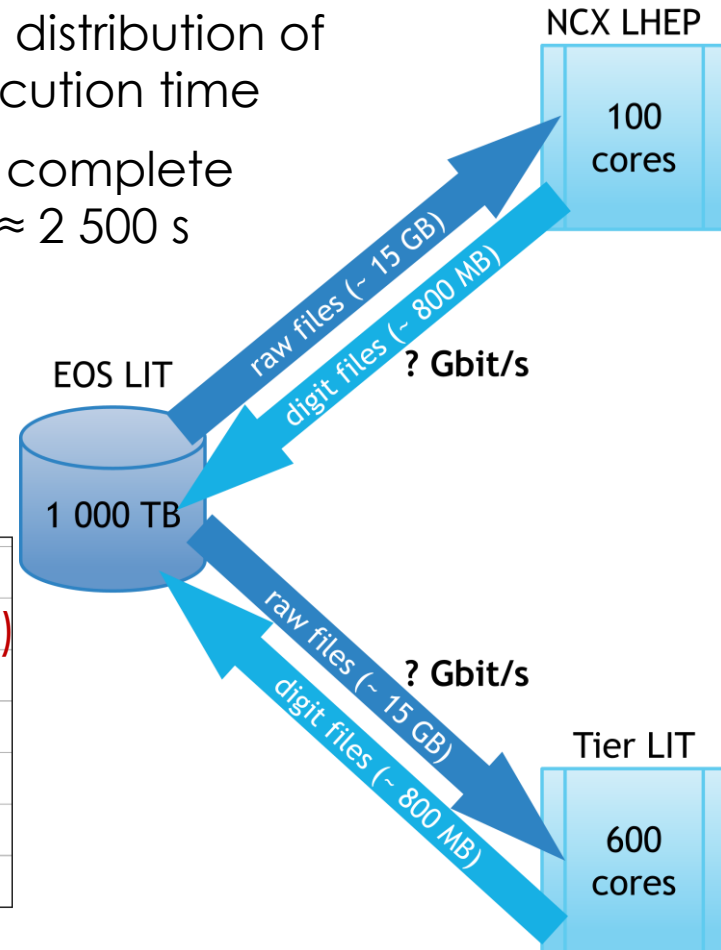 distribution of
cution time
complete
≈ 2 500 s
NCX LHEP
100
cores
raw files (~ 15 GB)
digit files (~ 800 MB)
? Gbit/s
EOS LIT
1 000 TB
)
raw files (~ 15 GB)
? Gbit/s
digit files (~ 800 MB)
Tier LIT
600
cores